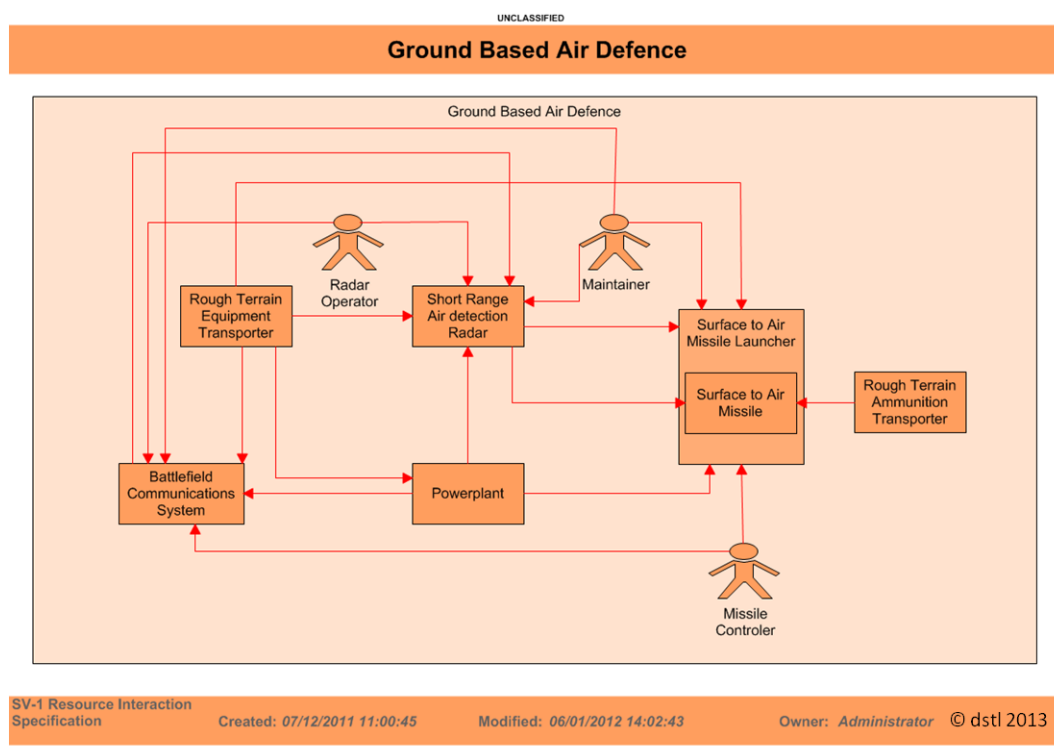 UNCLASSIFIED
Ground Based Air Defence
Ground Based Air Defence
Radar
Operator
Maintainer
Rough Terrain
Equipment
Transporter
Short Range
Air detection
Radar
Surface to Air
Missile Launcher
Surface to Air
Missile
Rough Terrain
Ammunition
Transporter
Battlefield
Communications
System
Powerplant
Missile
Controler
SV-1 Resource Interaction
Specification
Created: 07/12/2011 11:00:45
Modified: 06/01/2012 14:02:43
Owner: Administrator
© dstl 2013